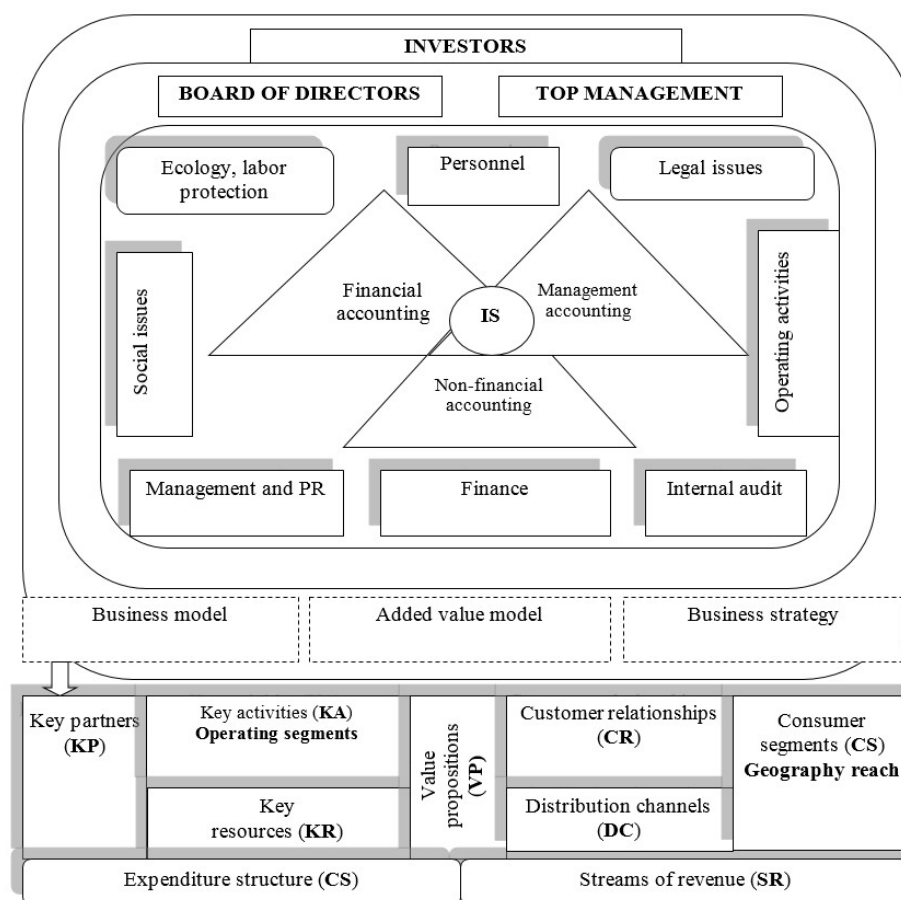 INVESTORS
BOARD OF DIRECTORS
TOP MANAGEMENT
Ecology, labor
protection
Personnel
Legal issues
Social issues
Financial
accounting
IS
Management
accounting
Operating activities
Non-financial
accounting
Management and PR
Finance
Internal audit
Business model
Added value model
Business strategy
Key partners
(KP)
Key activities (KA)
Operating segments
Key
resources (KR)
Value
propositions
(VP)
Customer relationships
(CR)
Distribution channels
(DC)
Consumer
segments (CS)
Geography reach
Expenditure structure (CS)
Streams of revenue (SR)